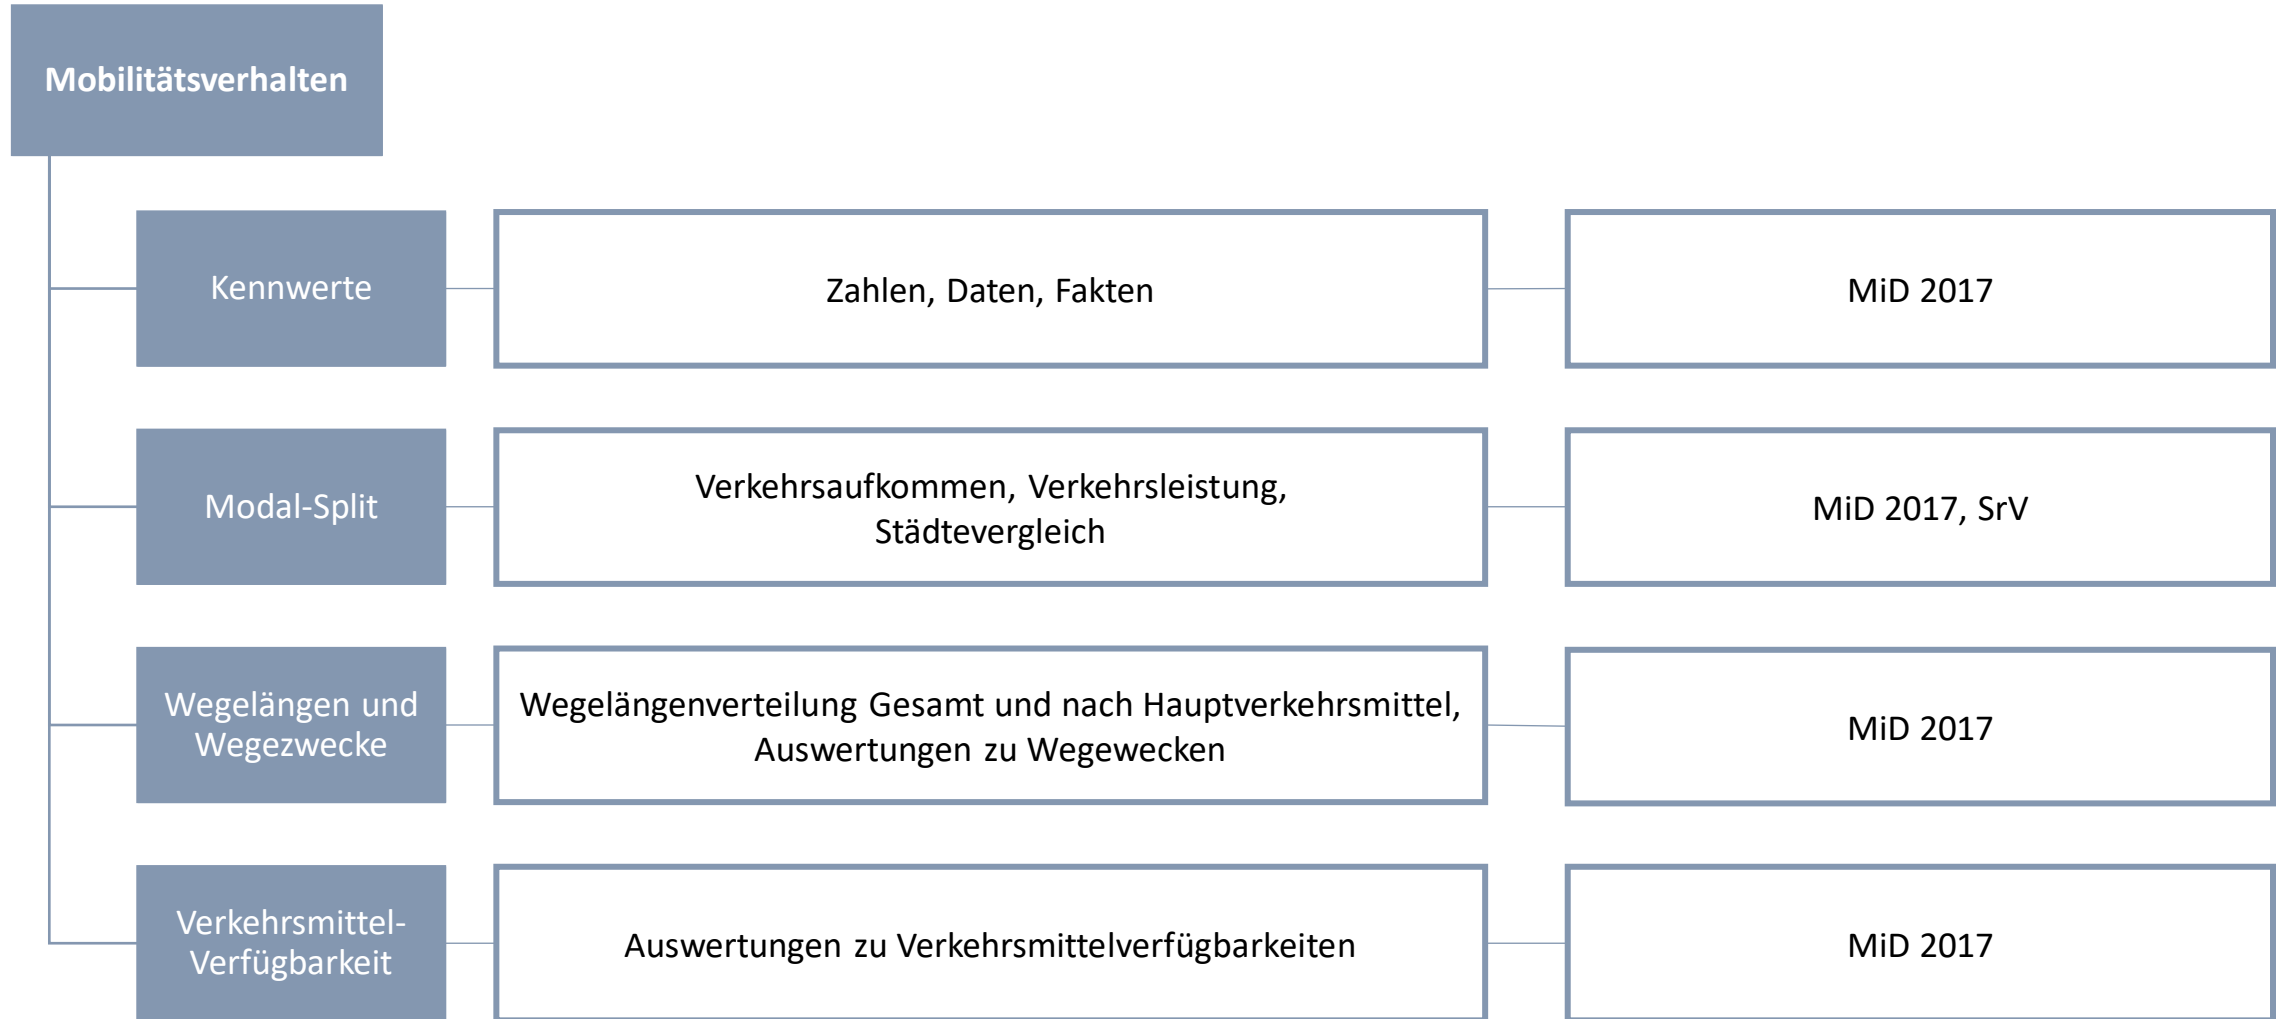 Mobilitätsverhalten
Kennwerte
Zahlen, Daten, Fakten
MiD 2017
Modal-Split
Verkehrsaufkommen, Verkehrsleistung,
Städtevergleich
MiD 2017, SrV
Wegelängen und
Wegezwecke
Wegelängenverteilung Gesamt und nach Hauptverkehrsmittel,
Auswertungen zu Wegewecken
MiD 2017
Verkehrsmittel-
Verfügbarkeit
Auswertungen zu Verkehrsmittelverfügbarkeiten
MiD 2017